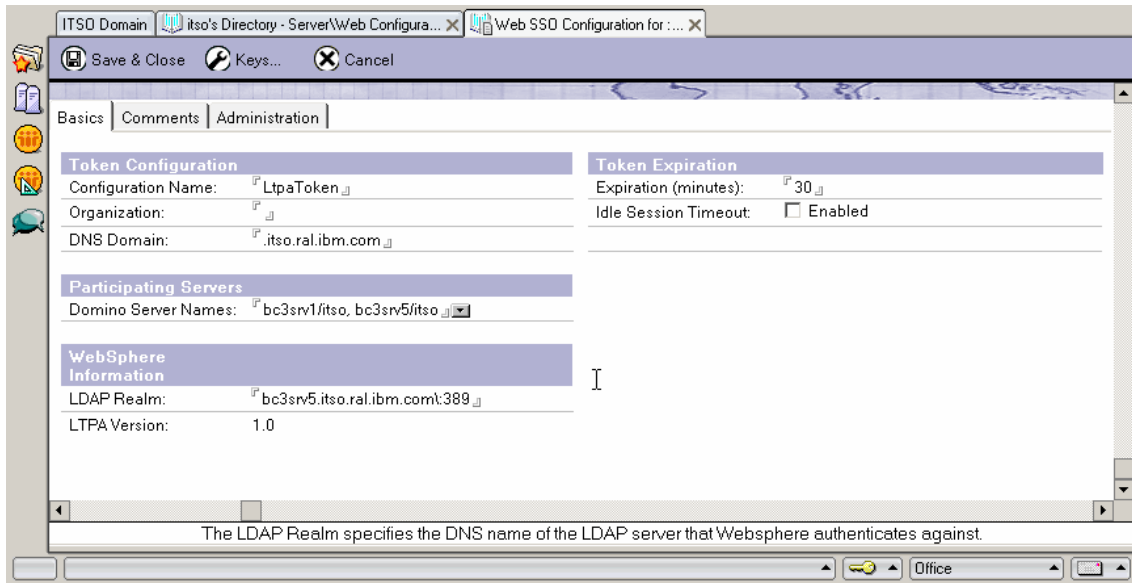 ITSO Domain itso's Directory - Server\Web Configura... Web SSO Configuration for :...
Save & Close Keys... Cancel
Basics Comments Administration
Token Configuration
Configuration Name: LtpaToken
Organization:
DNS Domain: .itso.ral.ibm.com
Token Expiration
Expiration (minutes): 30
Idle Session Timeout: Enabled
Participating Servers
Domino Server Names: bc3srv1/itso, bc3srv5/itso
WebSphere
Information
LDAP Realm: bc3srv5.itso.ral.ibm.com\:389
LTPA Version: 1.0
The LDAP Realm specifies the DNS name of the LDAP server that Websphere authenticates against.
Office